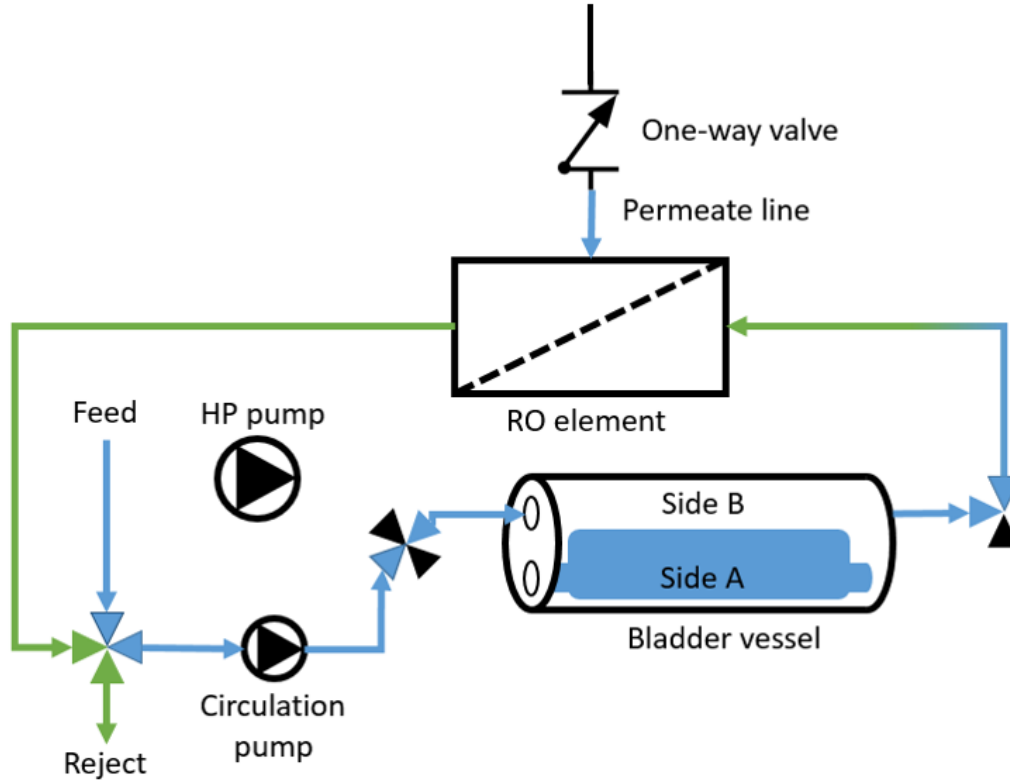 One-way valve
Permeate line
RO element
Feed
HP pump
Side B
Side A
Bladder vessel
Circulation
pump
Reject